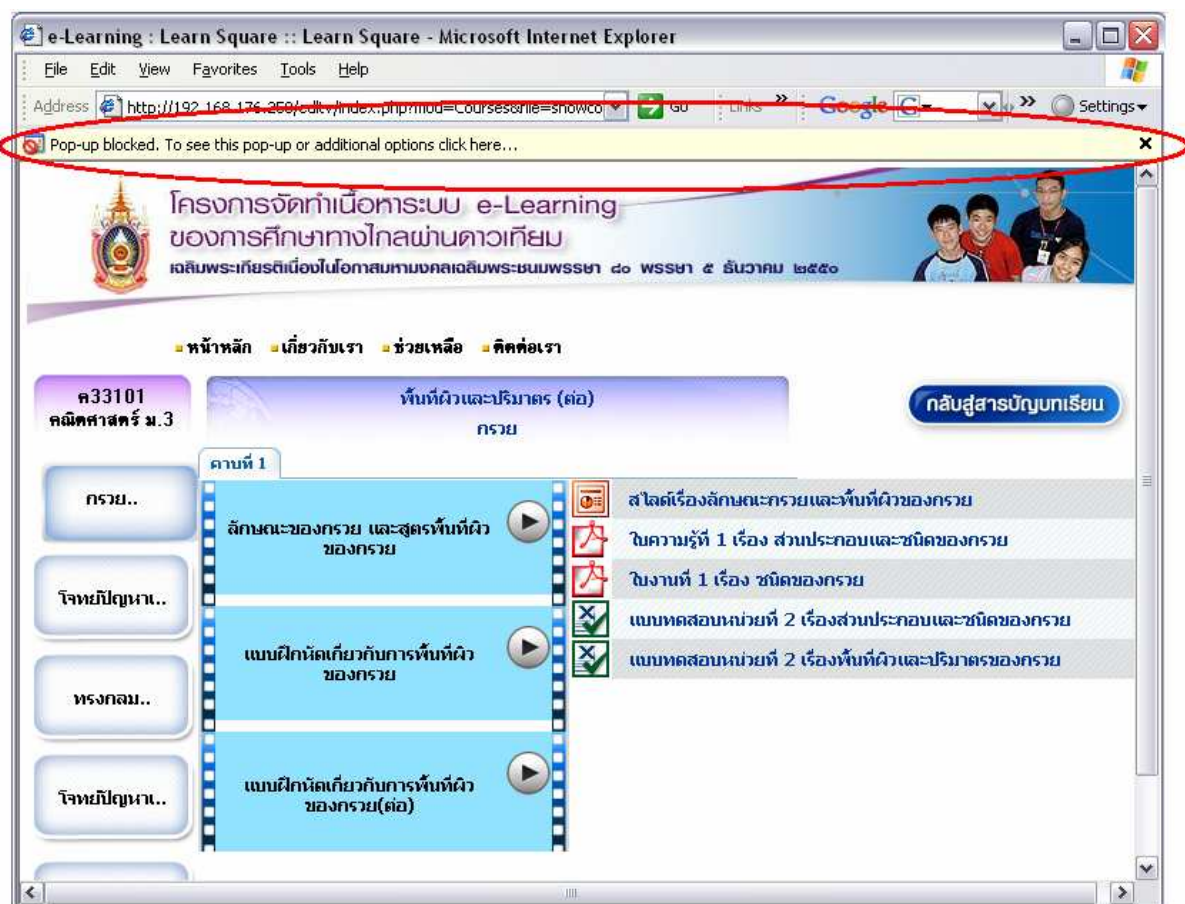 e-Learning : Learn Square :: Learn Square - Microsoft Internet Explorer
File Edit View Favorites Tools Help
Address http://192.168.176.250/edltv/index.php?mod=Courses&file=showco Go Links » Google G » Settings
Pop-up blocked. To see this pop-up or additional options click here...
โครงการจัดทำเนื้อหาระบบ e-Learning
ของการศึกษาทางไกลผ่านดาวเทียม
เฉลิมพระเกียรติเนื่องในโอกาสมหามงคลเฉลิมพระชนมพรรษา ๘๐ พรรษา ๕ ธันวาคม ๒๕๕๐
หน้าหลัก เกี่ยวกับเรา ช่วยเหลือ ติดต่อเรา
ค33101
คณิตศาสตร์ ม.3
พื้นที่ผิวและปริมาตร (ต่อ)
กรวย
กลับสู่สารบัญบทเรียน
คาบที่ 1
กรวย..
โจทย์ปัญหาเ..
ทรงกลม..
โจทย์ปัญหาเ..
ลักษณะของกรวย และสูตรพื้นที่ผิว
ของกรวย
แบบฝึกหัดเกี่ยวกับการพื้นที่ผิว
ของกรวย
แบบฝึกหัดเกี่ยวกับการพื้นที่ผิว
ของกรวย(ต่อ)
สไลด์เรื่องลักษณะกรวยและพื้นที่ผิวของกรวย
ใบความรู้ที่ 1 เรื่อง ส่วนประกอบและชนิดของกรวย
ใบงานที่ 1 เรื่อง ชนิดของกรวย
แบบทดสอบหน่วยที่ 2 เรื่องส่วนประกอบและชนิดของกรวย
แบบทดสอบหน่วยที่ 2 เรื่องพื้นที่ผิวและปริมาตรของกรวย